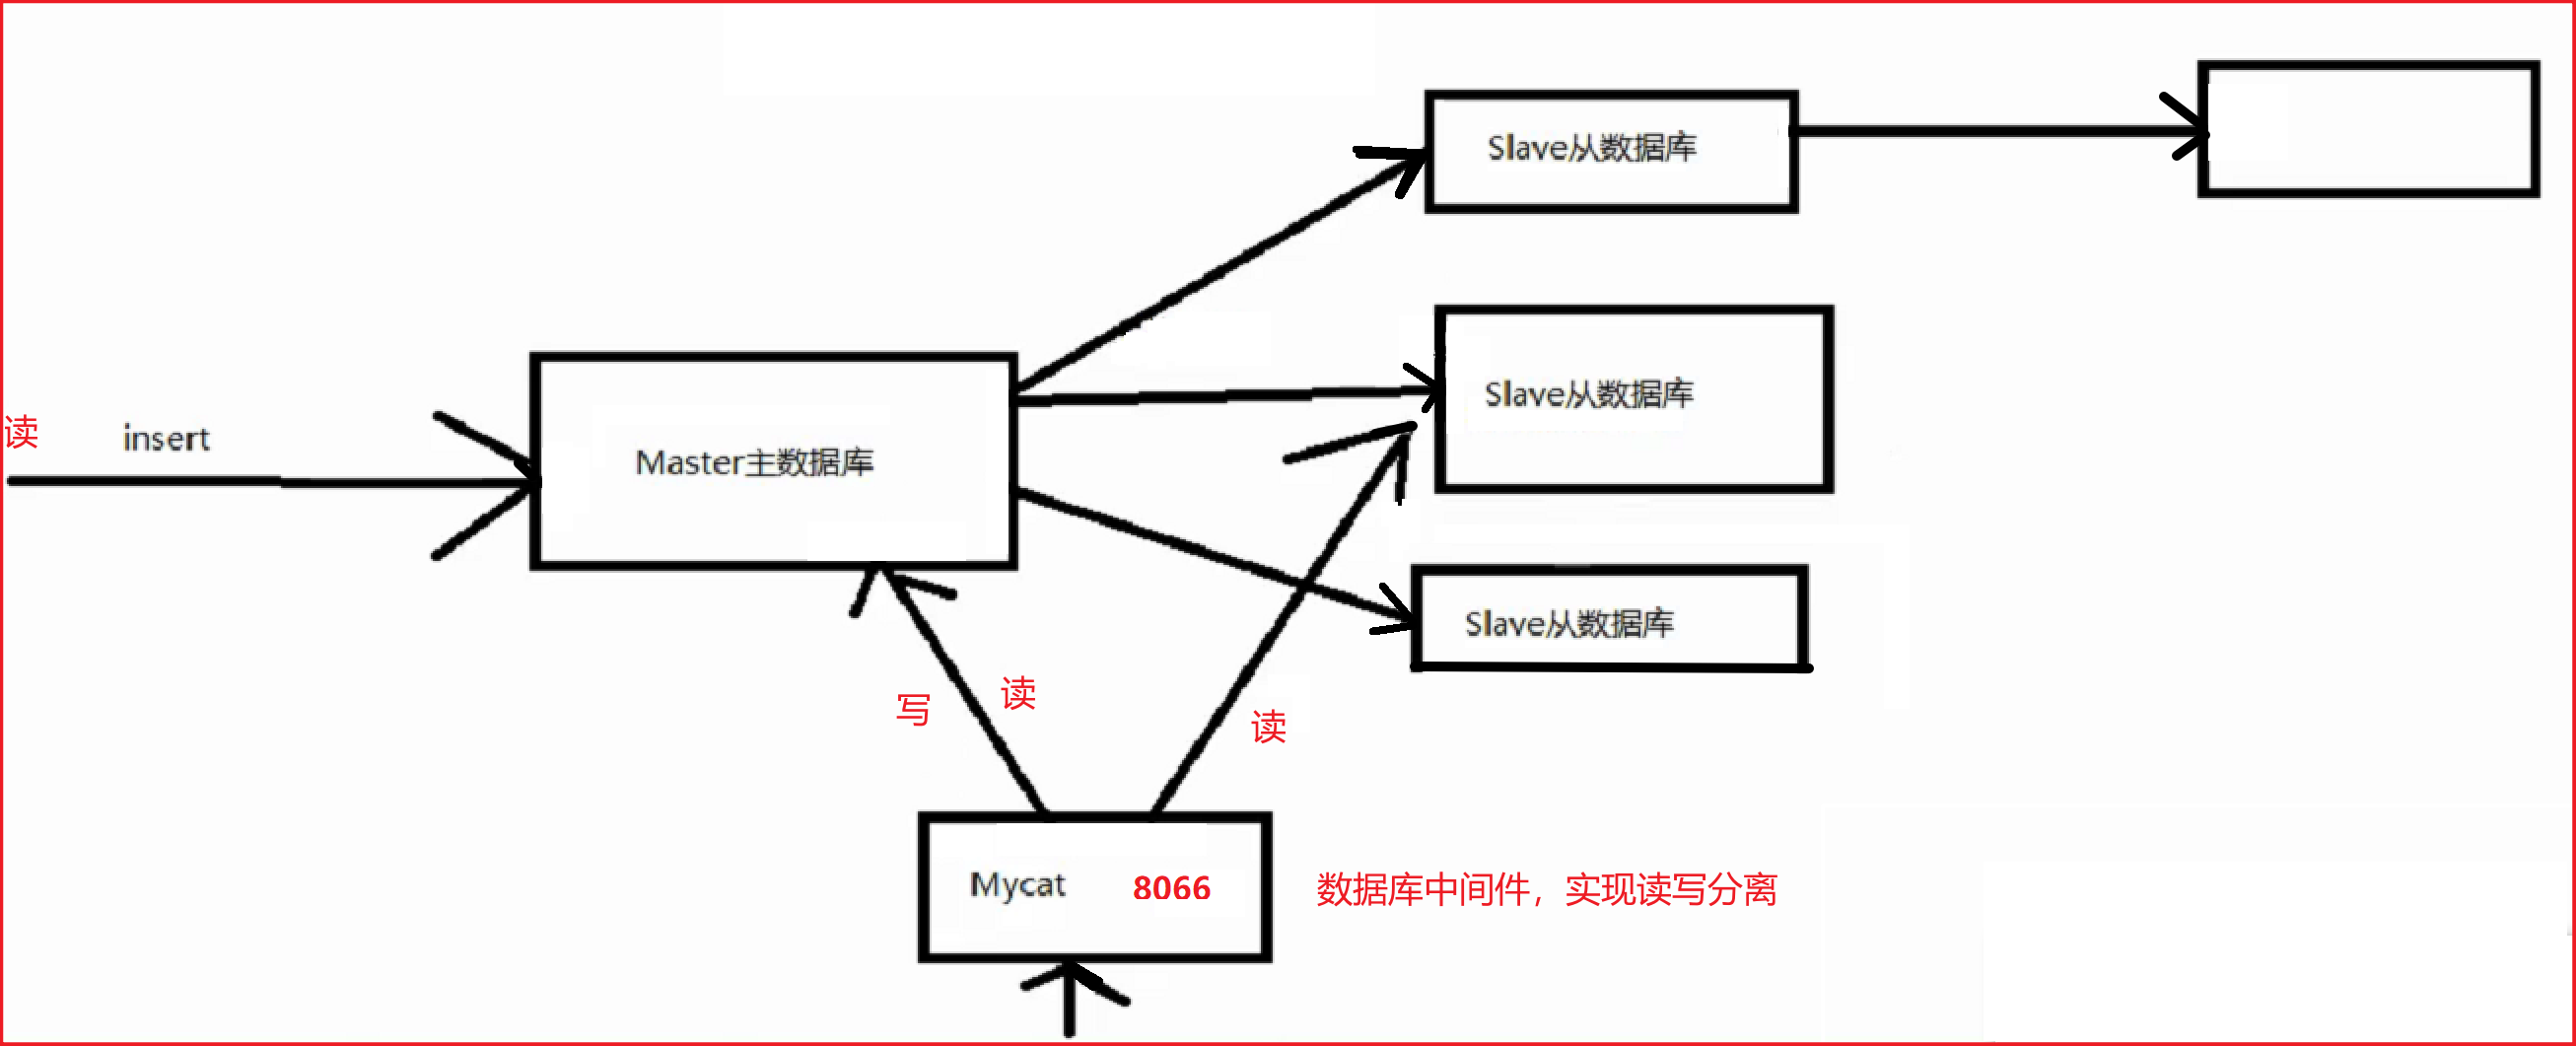 Slave从数据库
Slave从数据库
读 insert
Master主数据库
Slave从数据库
写 读
读
Mycat 8066
数据库中间件，实现读写分离